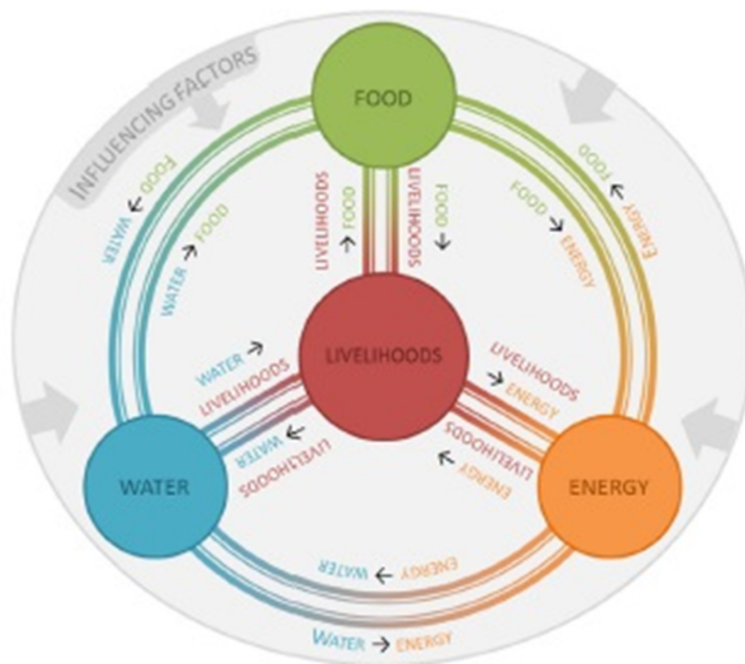 INFLUENCING FACTORS
FOOD
FOOD → WATER
WATER → FOOD
LIVELIHOODS → FOOD
FOOD → LIVELIHOODS
FOOD → ENERGY
ENERGY → FOOD
LIVELIHOODS
WATER → LIVELIHOODS
LIVELIHOODS → WATER
LIVELIHOODS → ENERGY
ENERGY → LIVELIHOODS
WATER
ENERGY
ENERGY → WATER
WATER → ENERGY